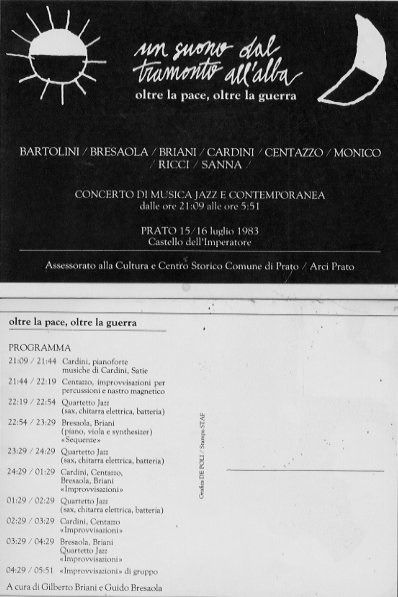 un suono dal
tramonto all'alba
oltre la pace, oltre la guerra
BARTOLINI / BRESAOLA / BRIANI / CARDINI / CENTAZZO / MONICO
/ RICCI / SANNA /
CONCERTO DI MUSICA JAZZ E CONTEMPORANEA
dalle ore 21:09 alle ore 5:51
PRATO 15/16 luglio 1983
Castello dell'Imperatore
Assessorato alla Cultura e Centro Storico Comune di Prato / Arci Prato
oltre la pace, oltre la guerra
PROGRAMMA
21:09 / 21:44 Cardini, pianoforte
musiche di Cardini, Satie
21:44 / 22:19 Centazzo, improvvisazioni per
percussioni e nastro magnetico
22:19 / 22:54 Quartetto Jazz
(sax, chitarra elettrica, batteria)
22:54 / 23:29 Bresaola, Briani
(piano, viola e synthesizer)
«Sequenze»
23:29 / 24:29 Quartetto Jazz
(sax, chitarra elettrica, batteria)
24:29 / 01:29 Cardini, Centazzo,
Bresaola, Briani
«Improvvisazioni»
01:29 / 02:29 Quartetto Jazz
(sax, chitarra elettrica, batteria)
02:29 / 03:29 Cardini, Centazzo
«Improvvisazioni»
03:29 / 04:29 Bresaola, Briani
Quartetto Jazz
«Improvvisazioni»
04:29 / 05:51 «Improvvisazioni» di gruppo
A cura di Gilberto Briani e Guido Bresaola
Grafica DE POLI / Stampa STAF